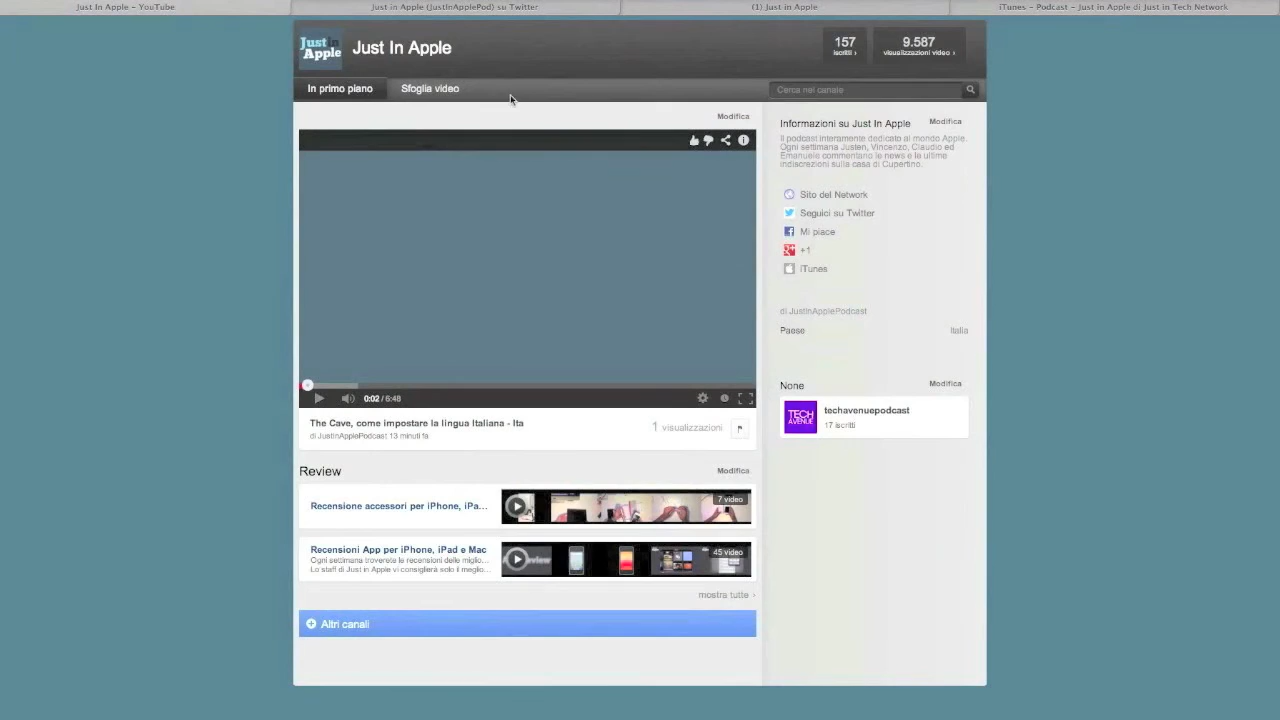 Just In Apple – YouTube
Just in Apple (JustInApplePod) su Twitter
(1) Just in Apple
iTunes – Podcast – Just in Apple di Just in Tech Network
Just in Apple
Just In Apple
157
iscritti ›
9.587
visualizzazioni video ›
In primo piano
Sfoglia video
Cerca nel canale
Modifica
0:02 / 6:48
The Cave, come impostare la lingua Italiana - Ita
di JustInApplePodcast 13 minuti fa
1 visualizzazioni
Review
Modifica
Recensione accessori per iPhone, iPa...
7 video
Recensioni App per iPhone, iPad e Mac
Ogni settimana troverete le recensioni delle miglio...
Lo staff di Just in Apple vi consiglierà solo il meglio...
45 video
mostra tutte ›
Altri canali
Informazioni su Just In Apple
Modifica
Il podcast interamente dedicato al mondo Apple.
Ogni settimana Justen, Vincenzo, Claudio ed
Emanuele commentano le news e le ultime
indiscrezioni sulla casa di Cupertino.
Sito del Network
Seguici su Twitter
Mi piace
+1
iTunes
di JustInApplePodcast
Paese
Italia
None
Modifica
TECH
AVENUE
techavenuepodcast
17 iscritti